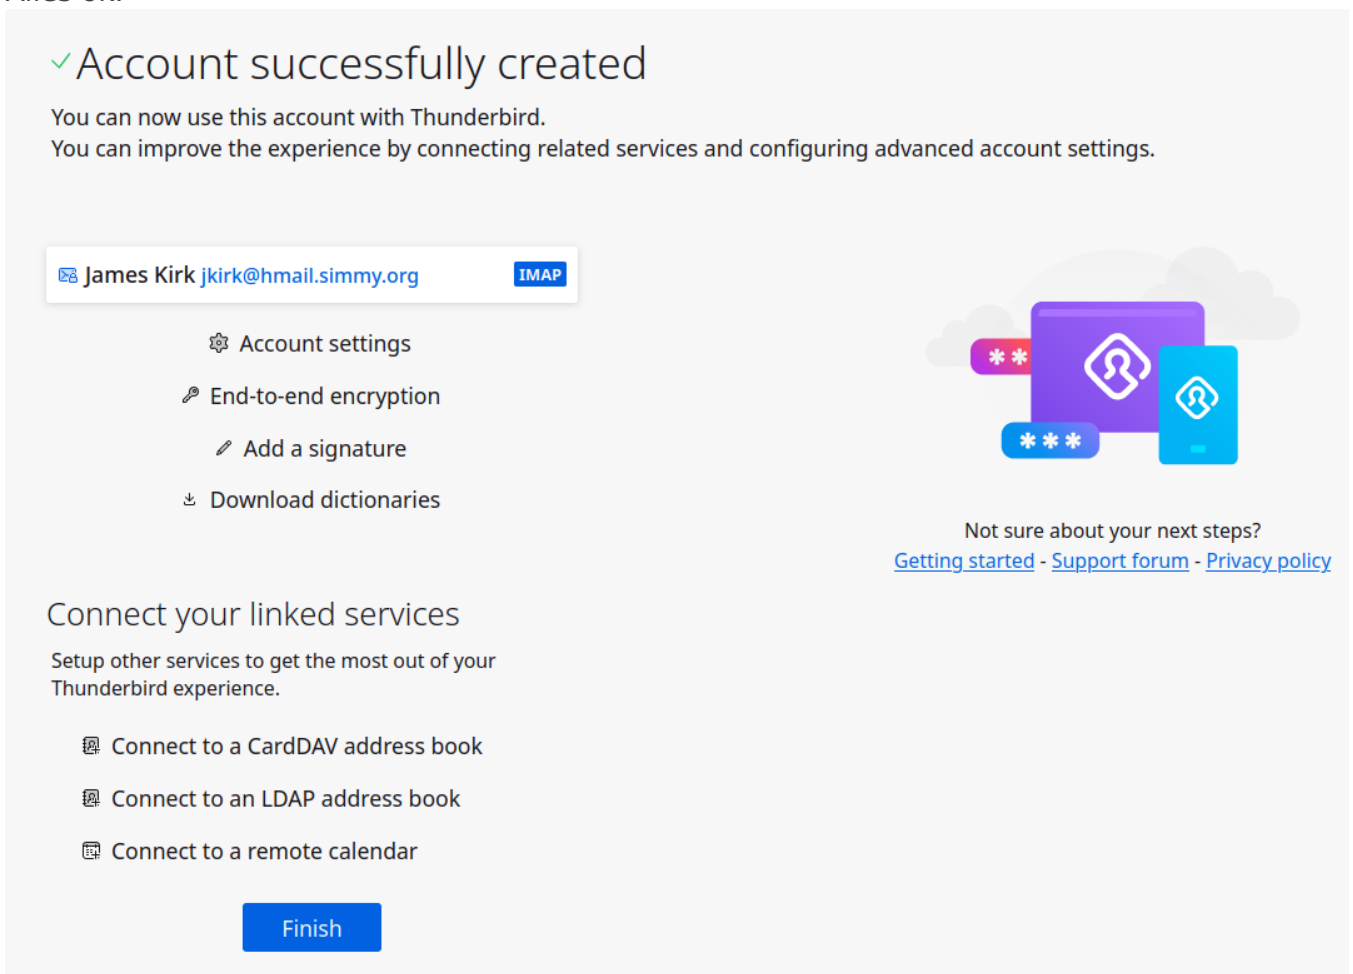 Account successfully created
You can now use this account with Thunderbird.
You can improve the experience by connecting related services and configuring advanced account settings.
James Kirk jkirk@hmail.simmy.org IMAP
Account settings
End-to-end encryption
Add a signature
Download dictionaries
***
**
Not sure about your next steps?
Getting started - Support forum - Privacy policy
Connect your linked services
Setup other services to get the most out of your
Thunderbird experience.
Connect to a CardDAV address book
Connect to an LDAP address book
Connect to a remote calendar
Finish